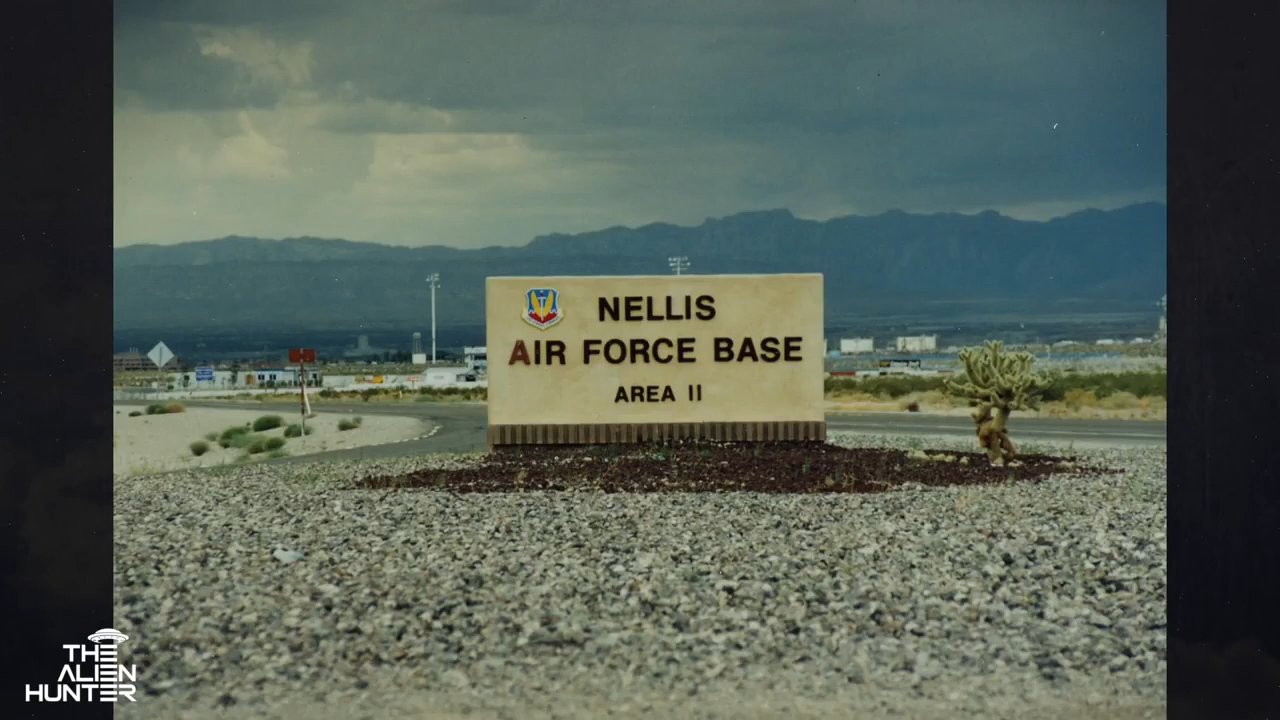 NELLIS
AIR FORCE BASE
AREA II
THE
ALIEN
HUNTER